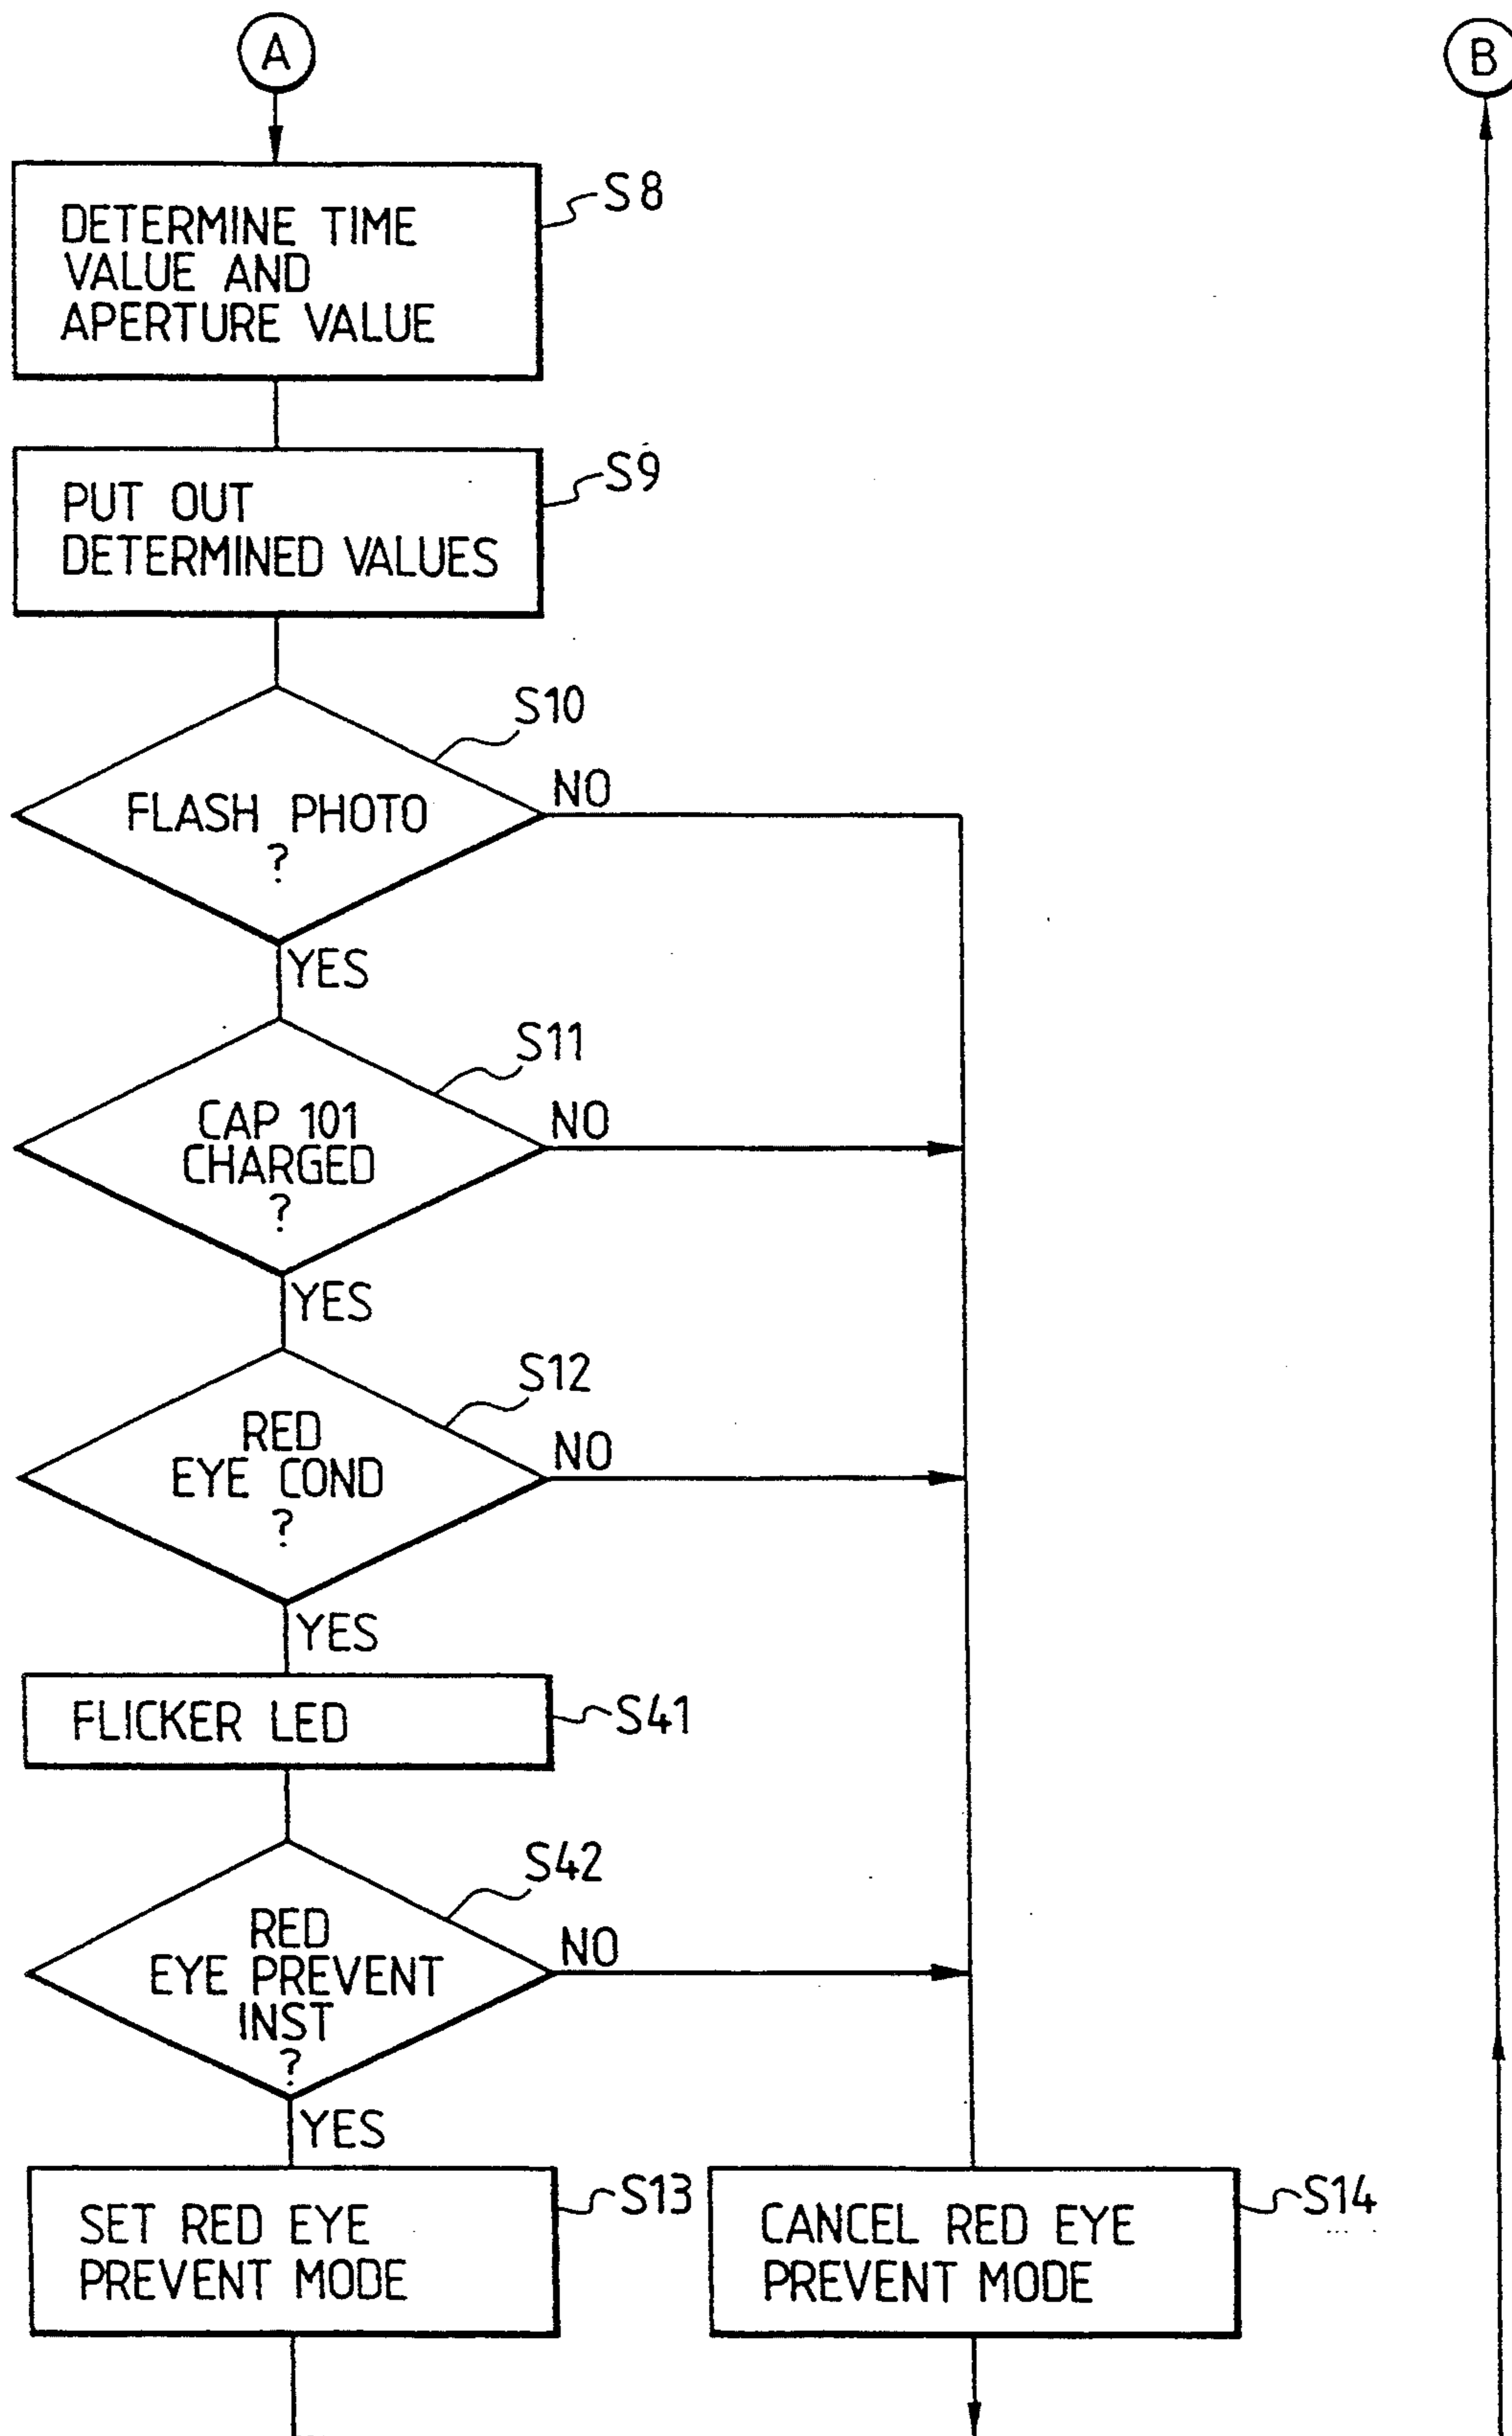 A
B
S8
DETERMINE TIME
VALUE AND
APERTURE VALUE
S9
PUT OUT
DETERMINED VALUES
S10
FLASH PHOTO
?
NO
YES
S11
CAP 101
CHARGED
?
NO
YES
S12
RED
EYE COND
?
NO
YES
FLICKER LED
S41
S42
RED
EYE PREVENT
INST
?
NO
YES
S13
SET RED EYE
PREVENT MODE
S14
CANCEL RED EYE
PREVENT MODE